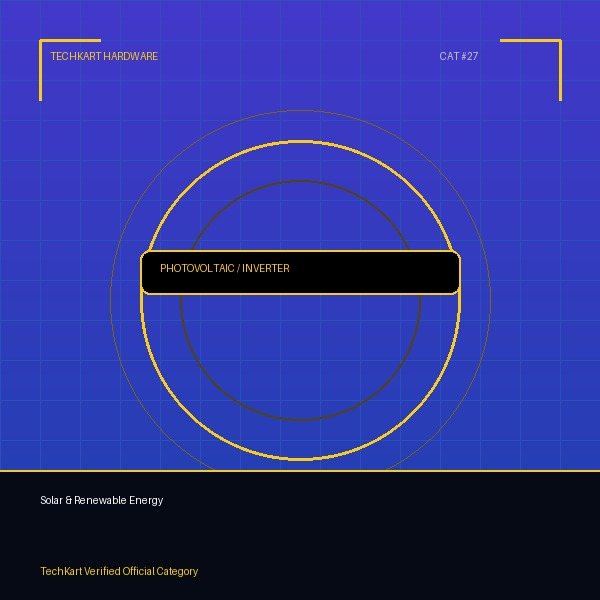 TECHKART HARDWARE
CAT #27
PHOTOVOLTAIC / INVERTER
Solar & Renewable Energy
TechKart Verified Official Category